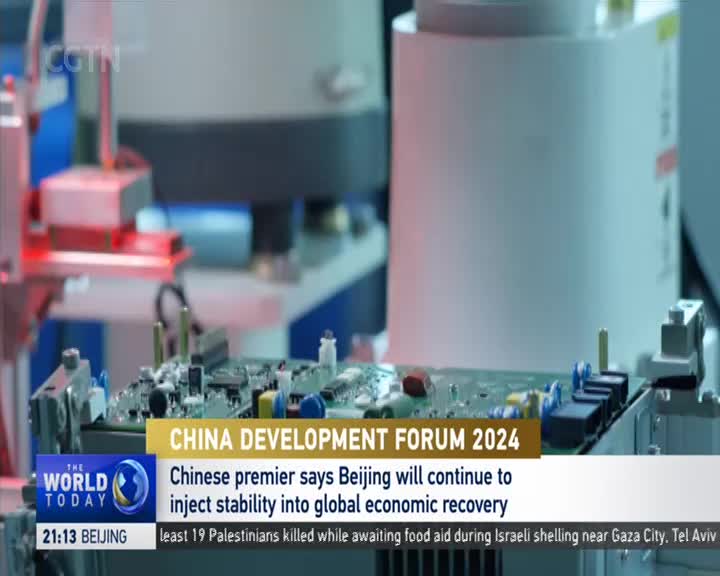 CGTN
CHINA DEVELOPMENT FORUM 2024
Chinese premier says Beijing will continue to
inject stability into global economic recovery
THE
WORLD
TODAY
21:13 BEIJING
least 19 Palestinians killed while awaiting food aid during Israeli shelling near Gaza City, Tel Aviv